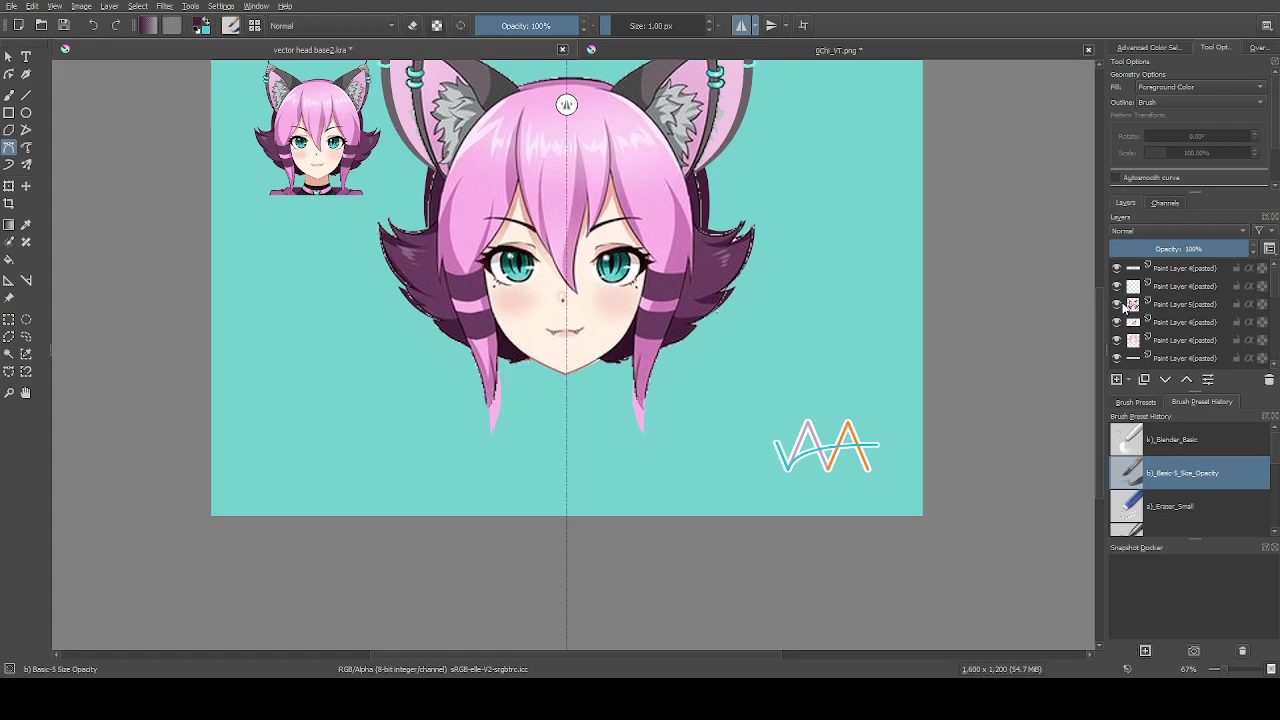 File Edit View Image Layer Select Filter Tools Settings Window Help
Normal Opacity: 100% Size: 1.00 px
vector head base2.kra * 0Chi_VT.png *
Advanced Color Sel... Tool Opt... Over...
Tool Options
Geometry Options
Fill: Foreground Color
Outline: Brush
Pattern Transform
Rotate: 0.00°
Scale: 100.00%
Autosmooth curve
Layers Channels
Layers
Normal
Opacity: 100%
Paint Layer 4(pasted)
Paint Layer 4(pasted)
Paint Layer 5(pasted)
Paint Layer 4(pasted)
Paint Layer 4(pasted)
Paint Layer 4(pasted)
Brush Presets Brush Preset History
Brush Preset History
k)_Blender_Basic
b)_Basic-5_Size_Opacity
a)_Eraser_Small
Snapshot Docker
b) Basic-5 Size Opacity RGB/Alpha (8-bit integer/channel) sRGB-elle-V2-srgbtrc.icc 1,600 x 1,200 (54.7 MiB) 67%